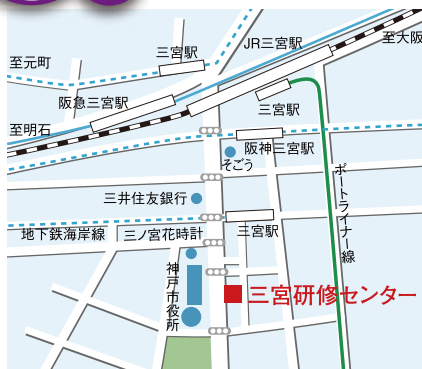 JR三宮駅
至大阪
三宮駅
至元町
阪急三宮駅
三宮駅
至明石
阪神三宮駅
そごう
ポートライナー線
三井住友銀行
地下鉄海岸線
三ノ宮花時計
三宮駅
神戸市役所
三宮研修センター